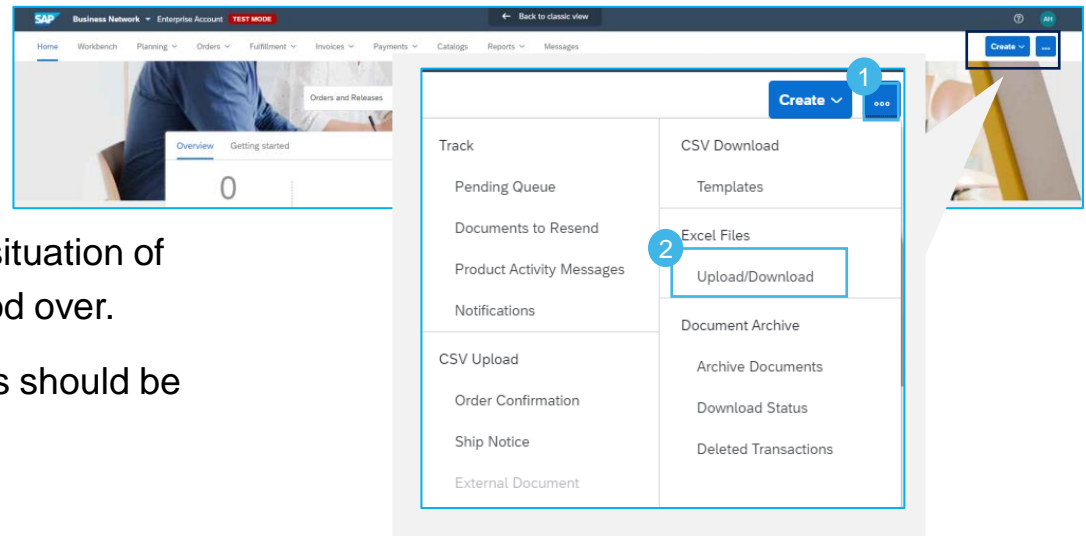 SAP Business Network Enterprise Account TEST MODE ← Back to classic view ? AH
Home Workbench Planning Orders Fulfillment Invoices Payments Catalogs Reports Messages Create ...
Orders and Releases
Overview Getting started
0
situation of
od over.
s should be
1
Create ...
Track
Pending Queue
Documents to Resend
Product Activity Messages
Notifications
CSV Upload
Order Confirmation
Ship Notice
External Document
CSV Download
Templates
Excel Files
2
Upload/Download
Document Archive
Archive Documents
Download Status
Deleted Transactions